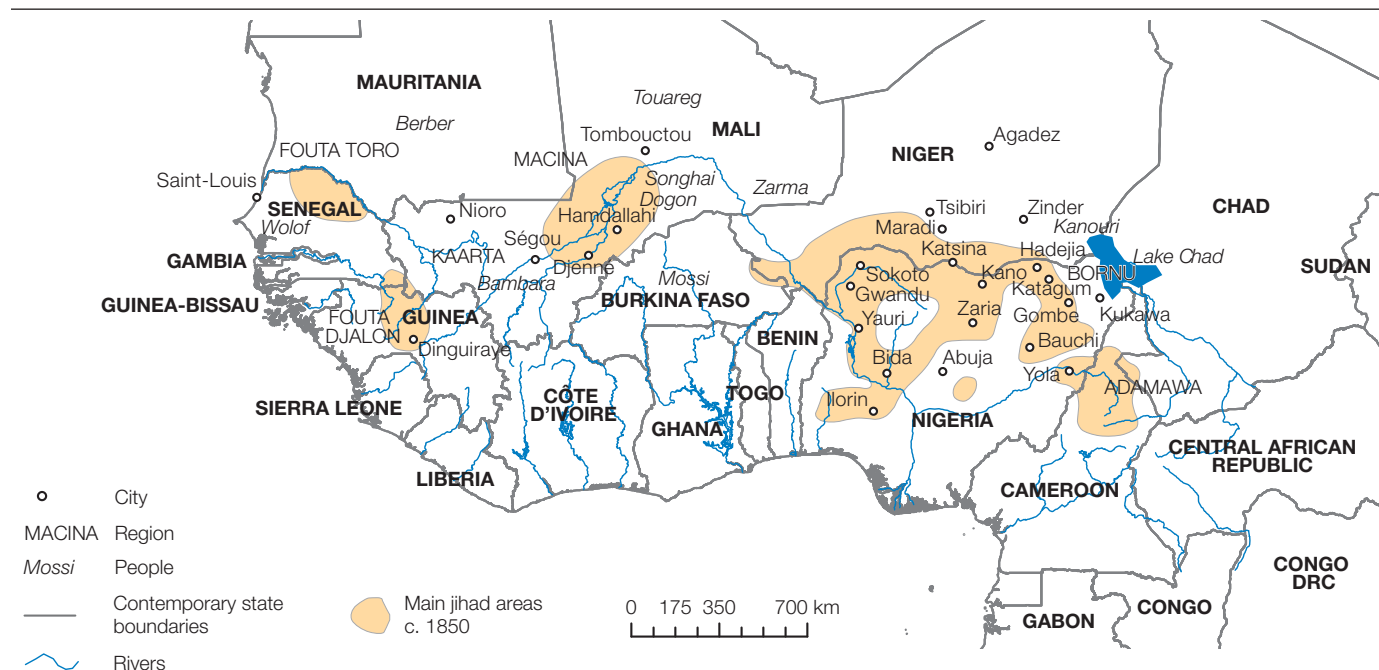 MAURITANIA
Berber
FOUTA TORO
Saint-Louis
SENEGAL
Wolof
GAMBIA
GUINEA-BISSAU
FOUTA
DJALON
GUINEA
Dinguiraye
SIERRA LEONE
LIBERIA
Nioro
KAARTA
Ségou
Bambara
Djenné
Hamdallahi
MACINA
Touareg
Tombouctou
MALI
Songhai
Dogon
Zarma
Mossi
BURKINA FASO
CÔTE
D'IVOIRE
GHANA
TOGO
BENIN
NIGER
Agadez
Tsibiri
Maradi
Katsina
Zinder
Kanouri
Hadejia
Sokoto
Gwandu
Kano
Katagum
BORNU
Lake Chad
Yauri
Zaria
Gombe
Kukawa
Bauchi
Bida
Abuja
Yola
ADAMAWA
Ilorin
NIGERIA
CHAD
SUDAN
CENTRAL AFRICAN
REPUBLIC
CAMEROON
CONGO
DRC
CONGO
GABON
City
MACINA Region
Mossi People
Contemporary state
boundaries
Rivers
Main jihad areas
c. 1850
0 175 350 700 km